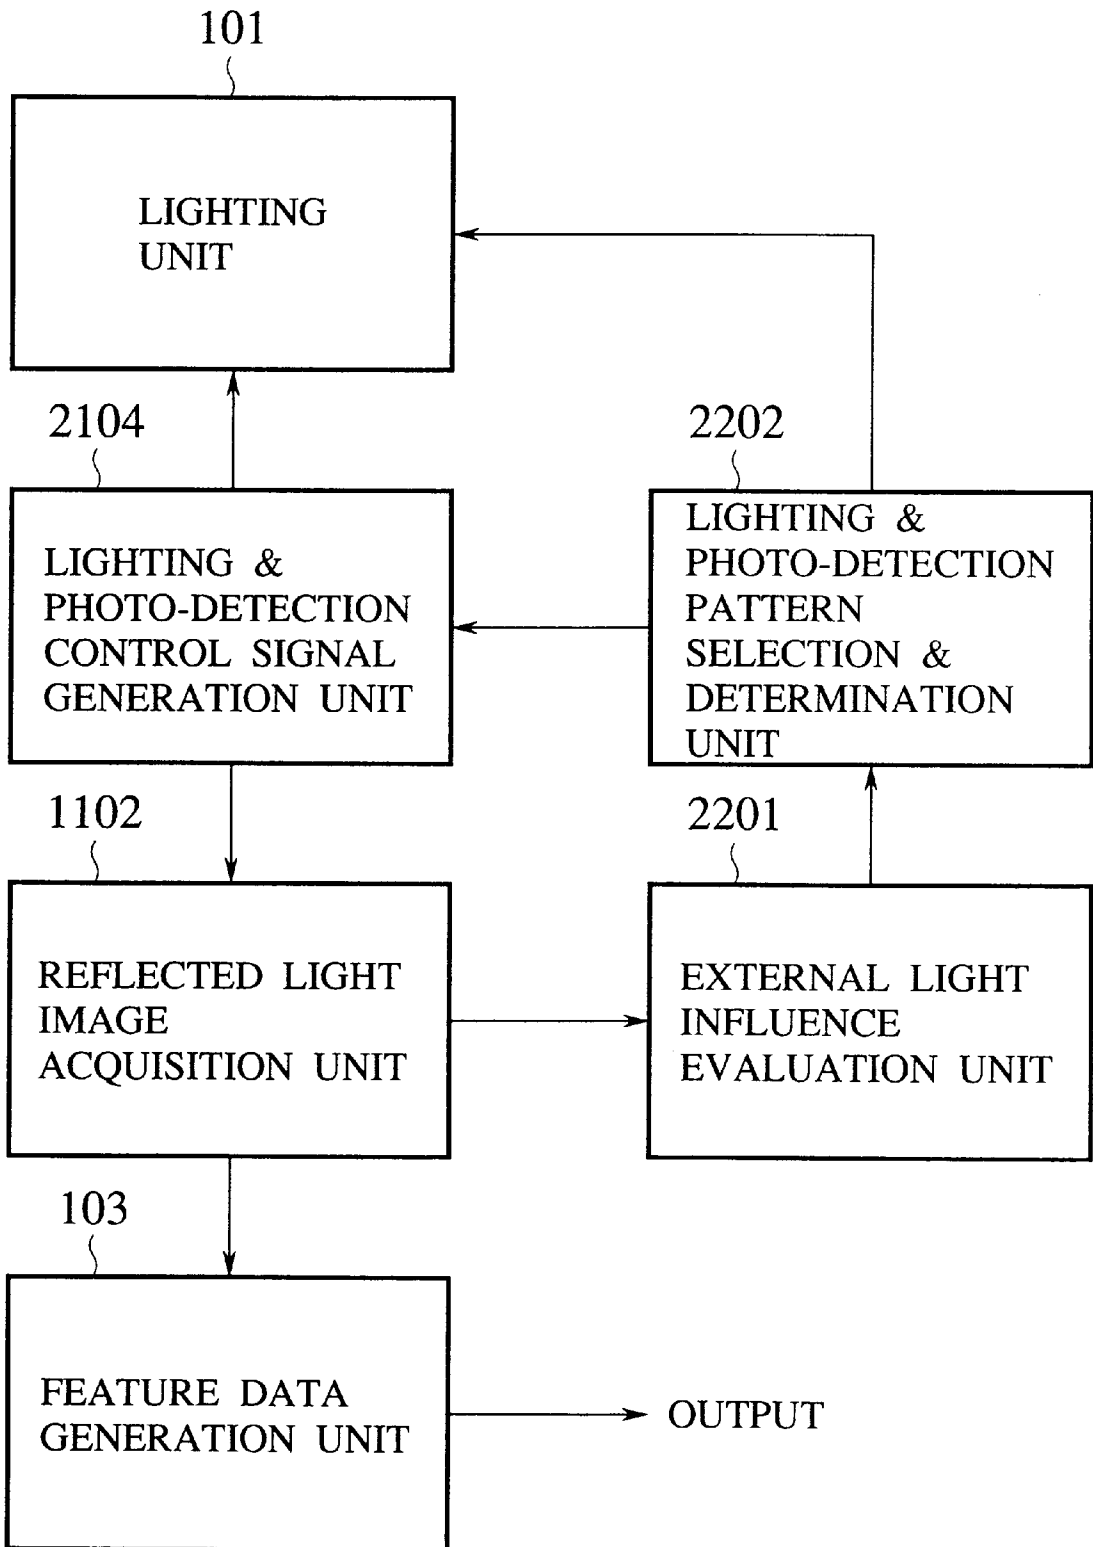 101
LIGHTING
UNIT
2104
LIGHTING &
PHOTO-DETECTION
CONTROL SIGNAL
GENERATION UNIT
2202
LIGHTING &
PHOTO-DETECTION
PATTERN
SELECTION &
DETERMINATION
UNIT
1102
REFLECTED LIGHT
IMAGE
ACQUISITION UNIT
2201
EXTERNAL LIGHT
INFLUENCE
EVALUATION UNIT
103
FEATURE DATA
GENERATION UNIT
OUTPUT